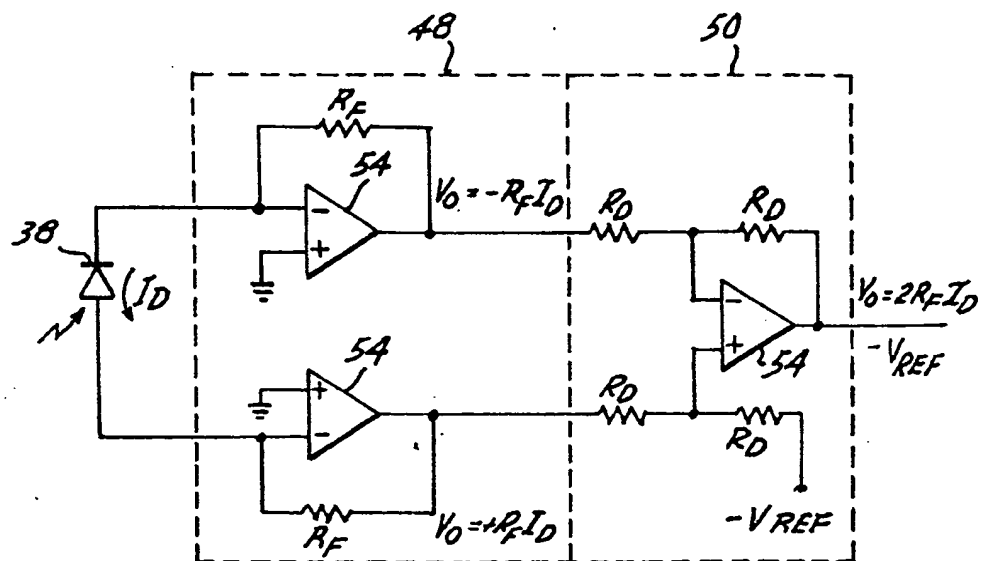 48
50
R_F
54
V_O = -R_F I_D
R_D
R_D
38
I_D
-
+
-
+
V_O = 2R_F I_D
-V_REF
54
54
+
-
R_D
R_D
-V REF
R_F
V_O = +R_F I_D